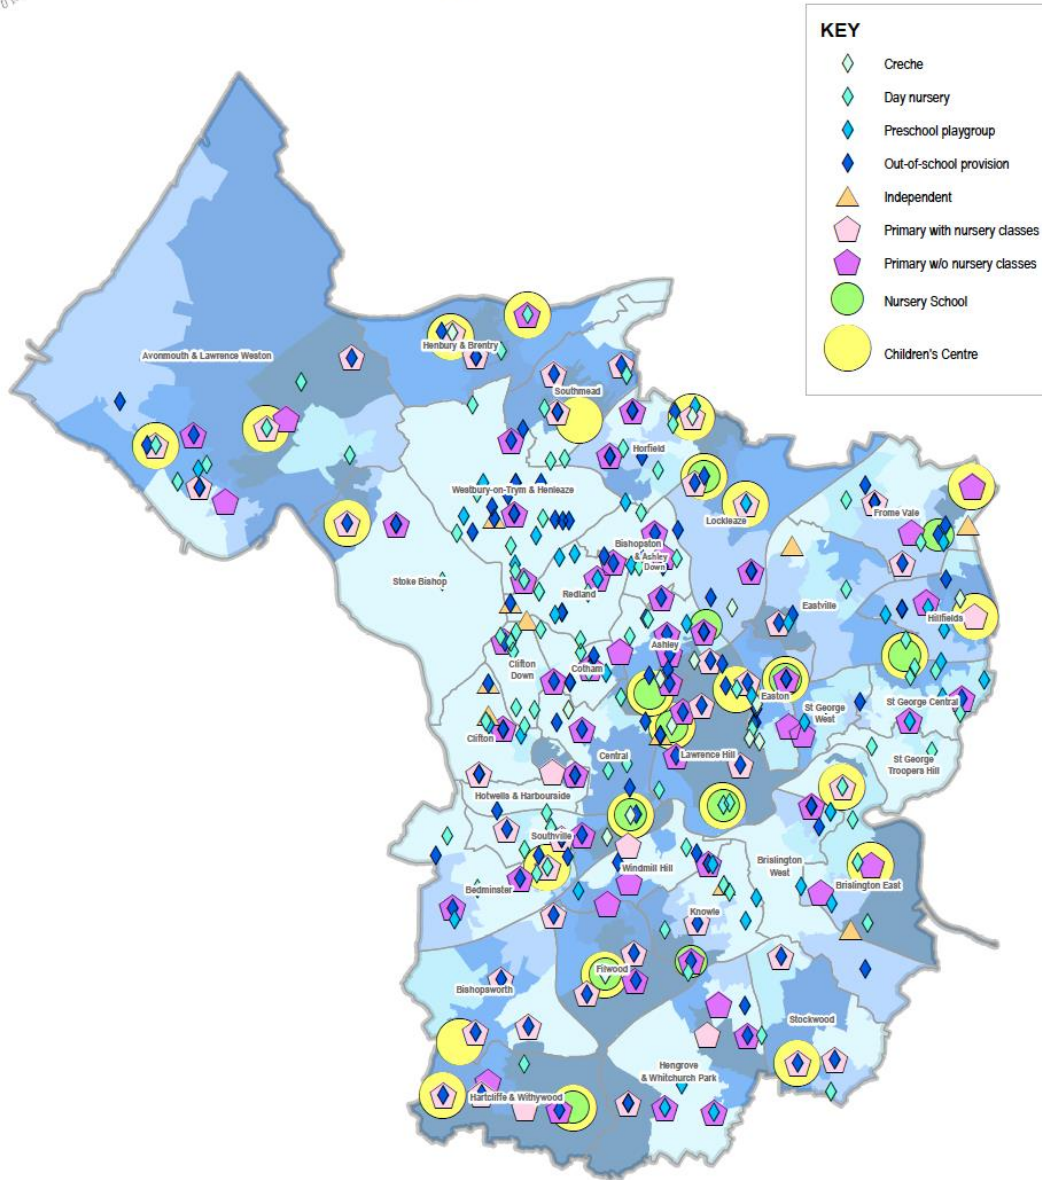 KEY
Creche
Day nursery
Preschool playgroup
Out-of-school provision
Independent
Primary with nursery classes
Primary w/o nursery classes
Nursery School
Children's Centre
Avonmouth & Lawrence Weston
Henbury & Brentry
Southmead
Horfield
Westbury-on-Trym & Henleaze
Lockleaze
Frome Vale
Bishopston
& Ashley
Down
Stoke Bishop
Redland
Eastville
Hillfields
Ashley
Clifton
Down
Cotham
Easton
St George
West
St George Central
Clifton
Central
Lawrence Hill
St George
Troopers Hill
Hotwells & Harbourside
Southville
Windmill Hill
Brislington
West
Brislington East
Bedminster
Knowle
Filwood
Bishopsworth
Stockwood
Hengrove
& Whitchurch Park
Hartcliffe & Withywood